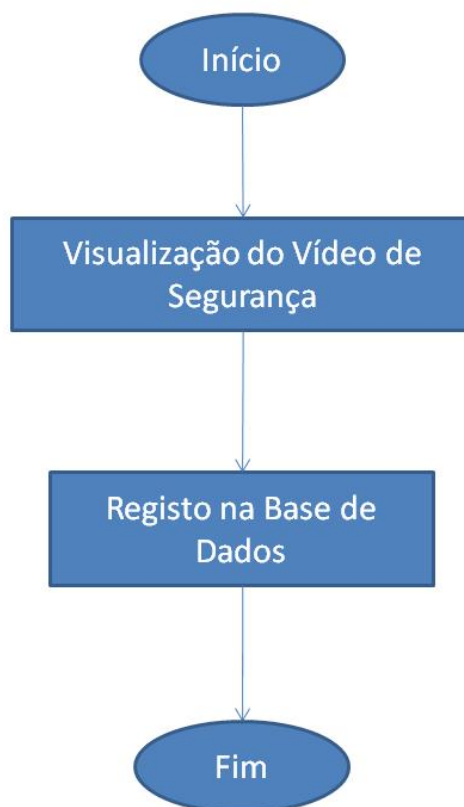 Início
Visualização do Vídeo de
Segurança
Registo na Base de
Dados
Fim